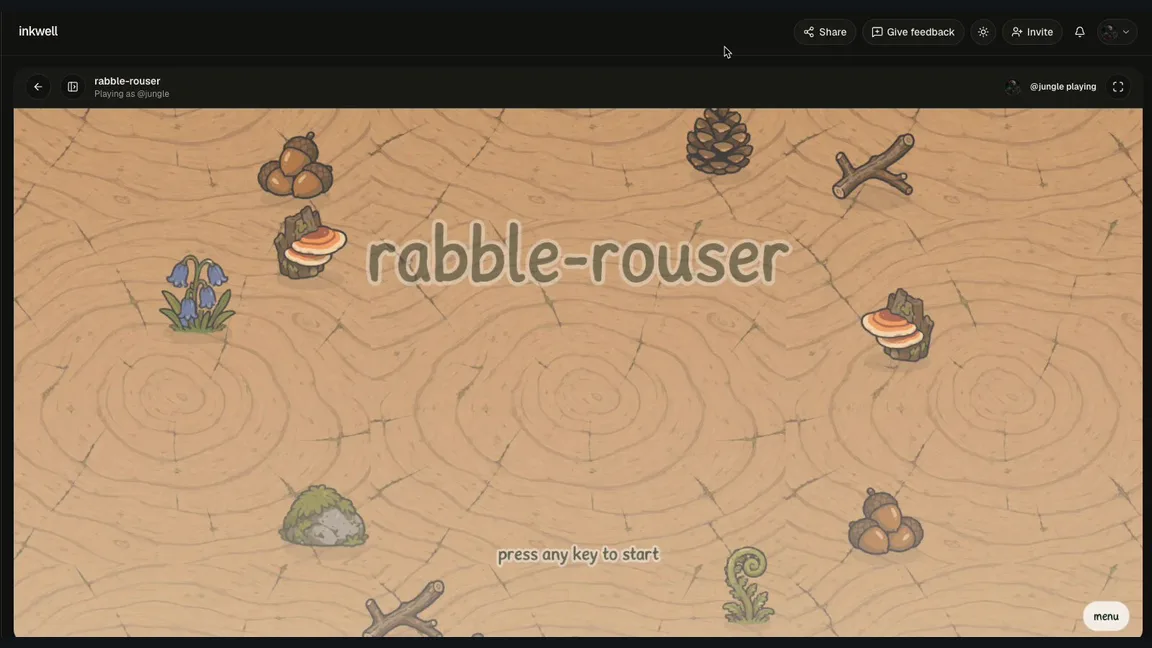 inkwell
Share
Give feedback
Invite
rabble-rouser
Playing as @jungle
@jungle playing
rabble-rouser
press any key to start
menu